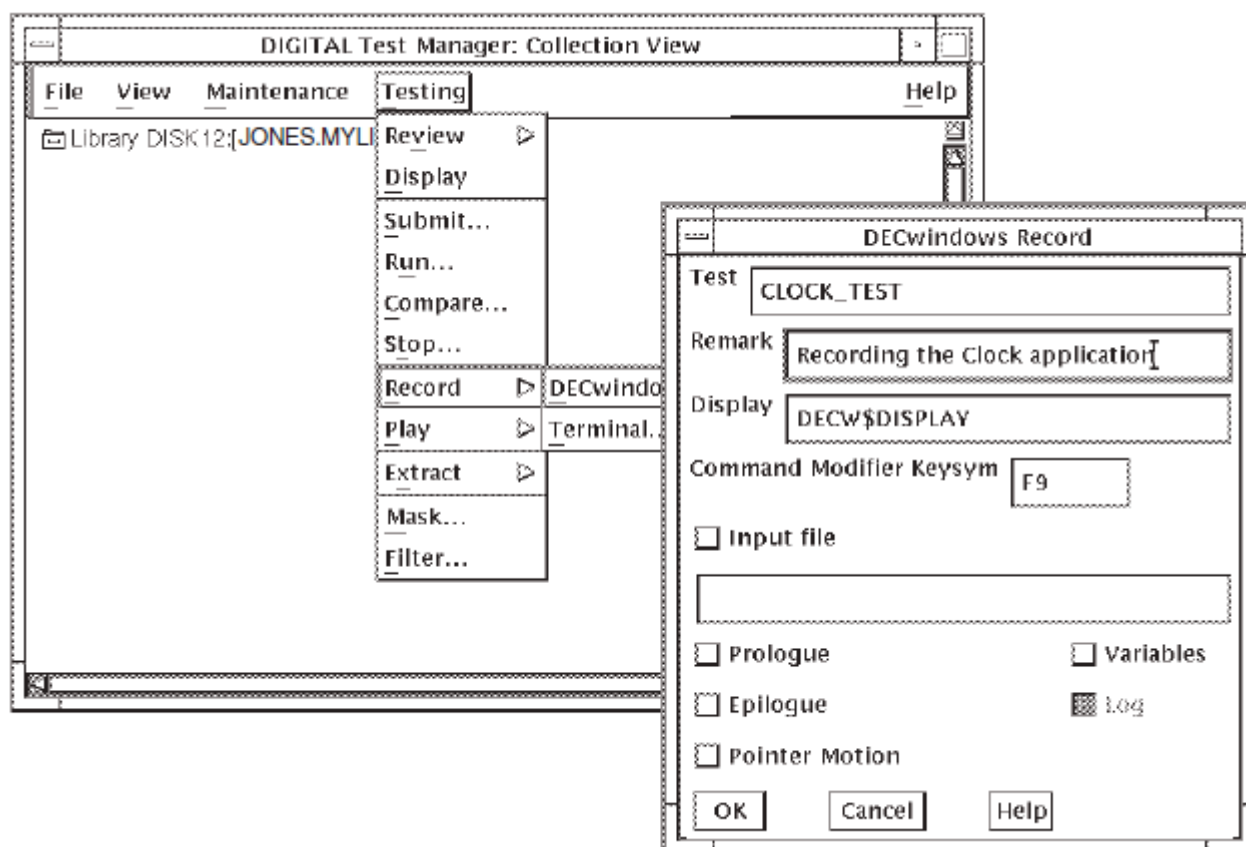 DIGITAL Test Manager: Collection View
File View Maintenance Testing Help
Library DISK12:[JONES.MYLI
Review
Display
Submit...
Run...
Compare...
Stop...
Record
DECwindo
Play
Terminal..
Extract
Mask...
Filter...
DECwindows Record
Test CLOCK_TEST
Remark Recording the Clock application
Display DECW$DISPLAY
Command Modifier Keysym F9
Input file
Prologue Variables
Epilogue Log
Pointer Motion
OK Cancel Help